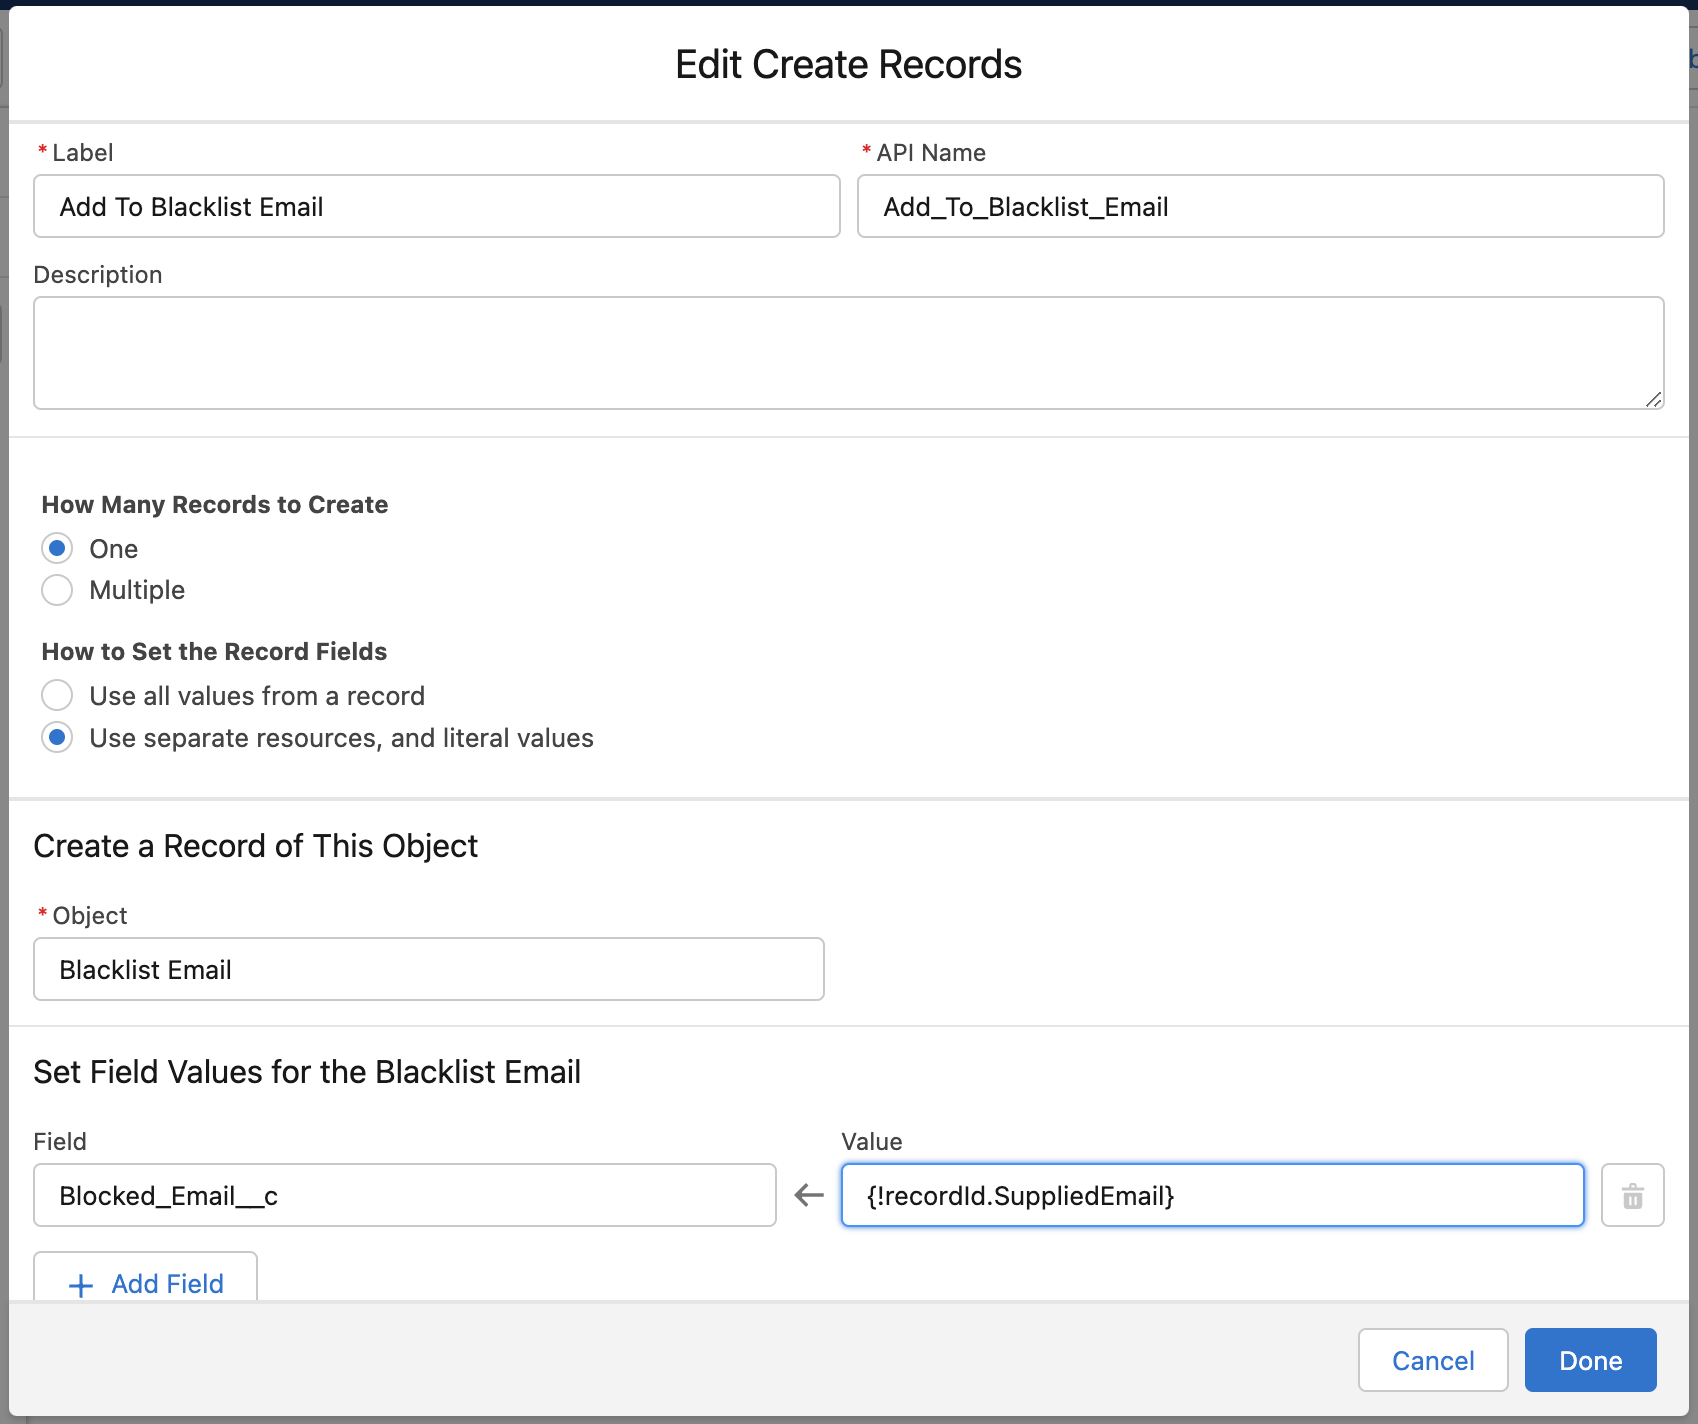 Edit Create Records
* Label
* API Name
Add To Blacklist Email
Add_To_Blacklist_Email
Description
How Many Records to Create
One
Multiple
How to Set the Record Fields
Use all values from a record
Use separate resources, and literal values
Create a Record of This Object
* Object
Blacklist Email
Set Field Values for the Blacklist Email
Field
Value
Blocked_Email__c
{!recordId.SuppliedEmail}
Add Field
Cancel
Done